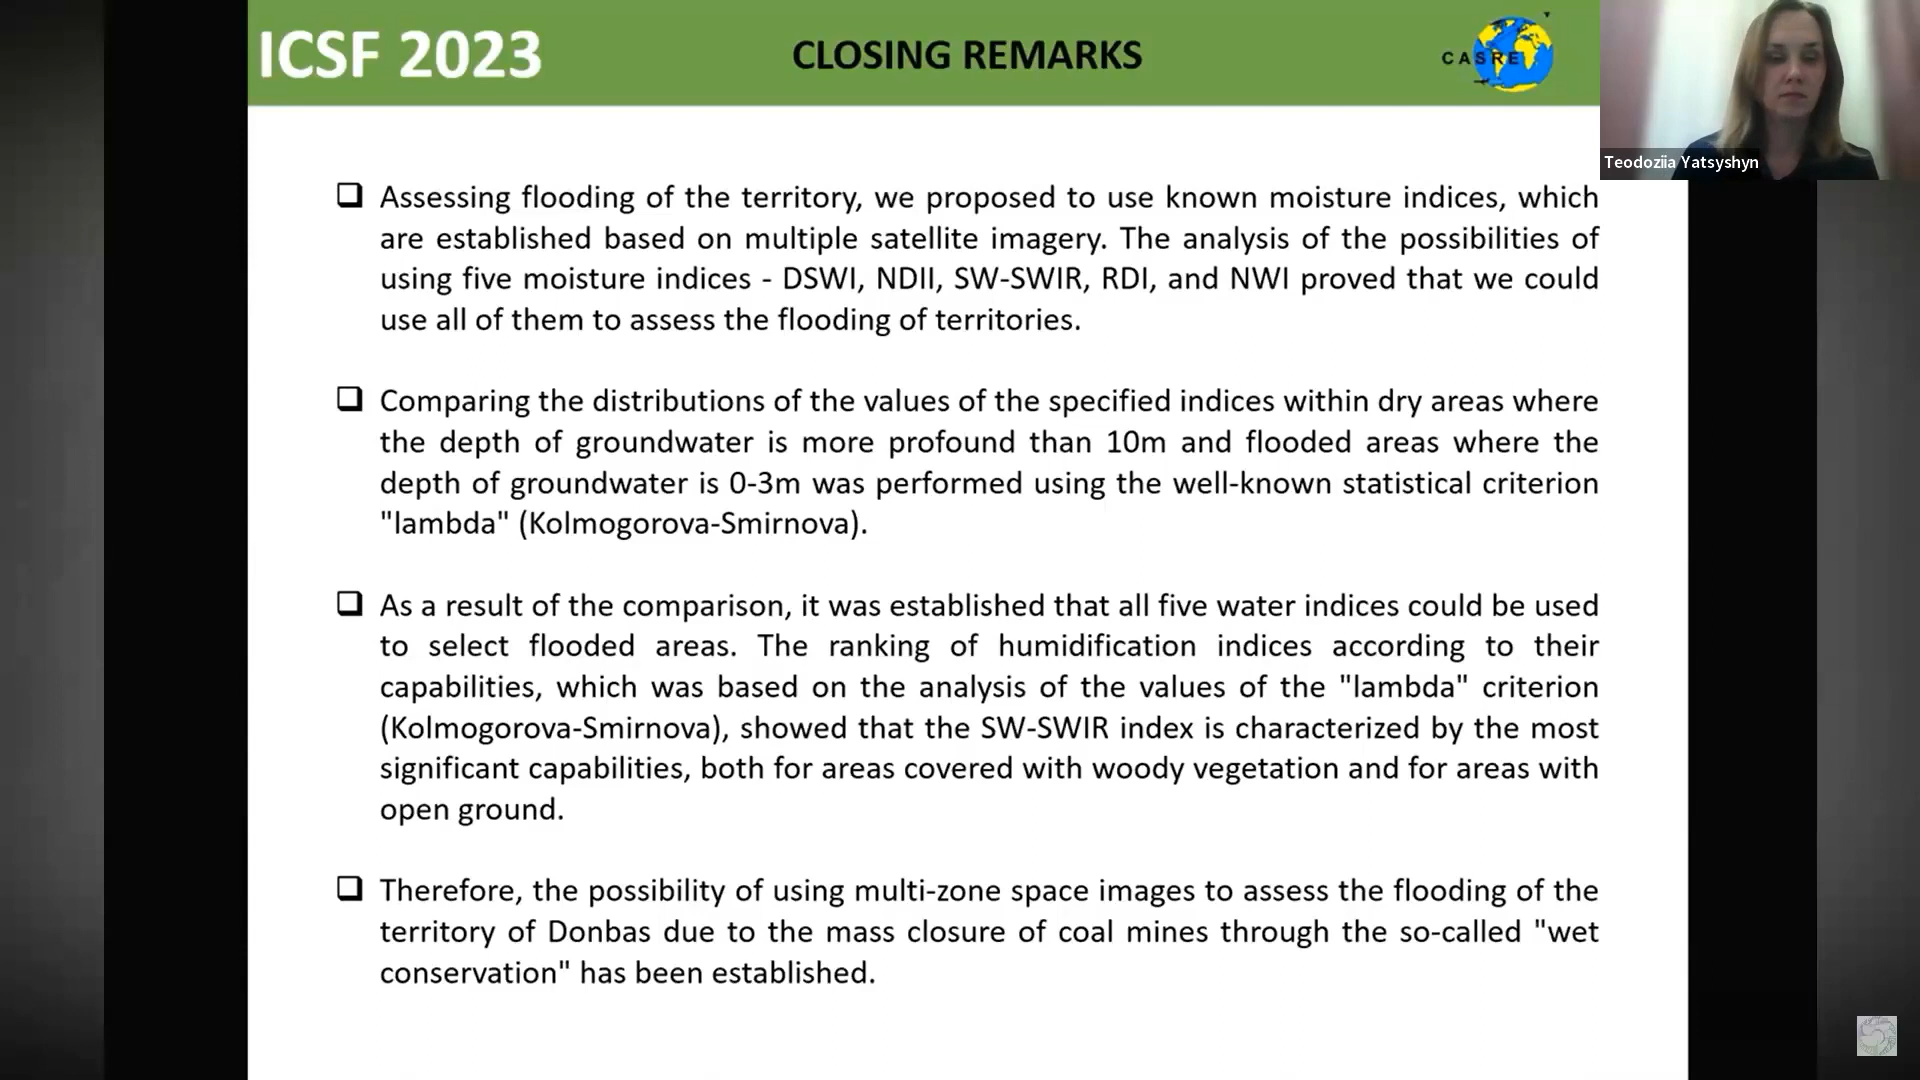 ICSF 2023
CLOSING REMARKS
CASRE
Teodoziia Yatsyshyn
❑ Assessing flooding of the territory, we proposed to use known moisture indices, which
are established based on multiple satellite imagery. The analysis of the possibilities of
using five moisture indices - DSWI, NDII, SW-SWIR, RDI, and NWI proved that we could
use all of them to assess the flooding of territories.
❑ Comparing the distributions of the values of the specified indices within dry areas where
the depth of groundwater is more profound than 10m and flooded areas where the
depth of groundwater is 0-3m was performed using the well-known statistical criterion
"lambda" (Kolmogorova-Smirnova).
❑ As a result of the comparison, it was established that all five water indices could be used
to select flooded areas. The ranking of humidification indices according to their
capabilities, which was based on the analysis of the values of the "lambda" criterion
(Kolmogorova-Smirnova), showed that the SW-SWIR index is characterized by the most
significant capabilities, both for areas covered with woody vegetation and for areas with
open ground.
❑ Therefore, the possibility of using multi-zone space images to assess the flooding of the
territory of Donbas due to the mass closure of coal mines through the so-called "wet
conservation" has been established.